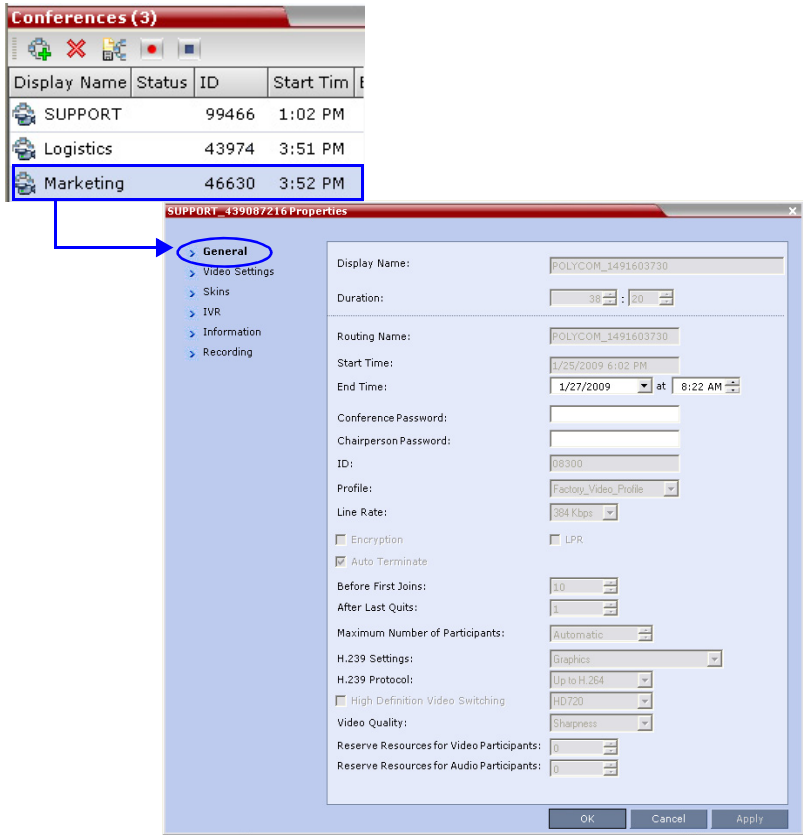 Conferences (3)
Display Name Status ID Start Tim E
SUPPORT 99466 1:02 PM
Logistics 43974 3:51 PM
Marketing 46630 3:52 PM
SUPPORT_439087216 Properties
General
Video Settings
Skins
IVR
Information
Recording
Display Name: POLYCOM_1491603730
Duration: 38 : 20
Routing Name: POLYCOM_1491603730
Start Time: 1/25/2009 6:02 PM
End Time: 1/27/2009 at 8:22 AM
Conference Password:
Chairperson Password:
ID: 08300
Profile: Factory_Video_Profile
Line Rate: 384 Kbps
Encryption LPR
Auto Terminate
Before First Joins: 10
After Last Quits: 1
Maximum Number of Participants: Automatic
H.239 Settings: Graphics
H.239 Protocol: Up to H.264
High Definition Video Switching HD720
Video Quality: Sharpness
Reserve Resources for Video Participants: 0
Reserve Resources for Audio Participants: 0
OK Cancel Apply